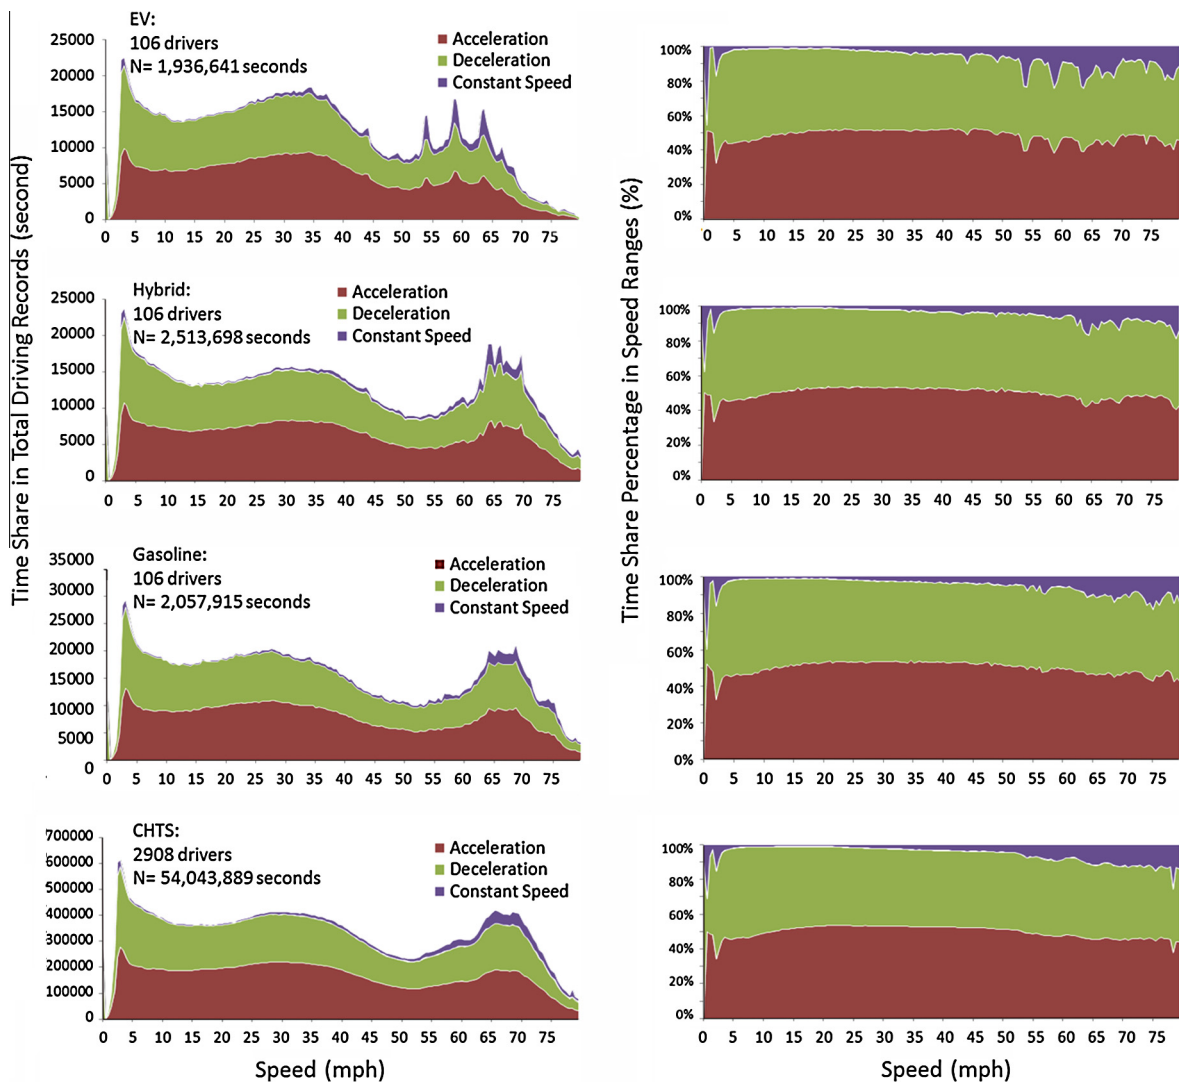 Time Share in Total Driving Records (second)
EV:
106 drivers
N= 1,936,641 seconds
Acceleration
Deceleration
Constant Speed
25000
20000
15000
10000
5000
0
0 5 10 15 20 25 30 35 40 45 50 55 60 65 70 75
Hybrid:
106 drivers
N= 2,513,698 seconds
Acceleration
Deceleration
Constant Speed
25000
20000
15000
10000
5000
0
0 5 10 15 20 25 30 35 40 45 50 55 60 65 70 75
Gasoline:
106 drivers
N= 2,057,915 seconds
Acceleration
Deceleration
Constant Speed
35000
30000
25000
20000
15000
10000
5000
0
0 5 10 15 20 25 30 35 40 45 50 55 60 65 70 75
CHTS:
2908 drivers
N= 54,043,889 seconds
Acceleration
Deceleration
Constant Speed
700000
600000
500000
400000
300000
200000
100000
0
0 5 10 15 20 25 30 35 40 45 50 55 60 65 70 75
Speed (mph)
Time Share Percentage in Speed Ranges (%)
100%
80%
60%
40%
20%
0%
0 5 10 15 20 25 30 35 40 45 50 55 60 65 70 75
100%
80%
60%
40%
20%
0%
0 5 10 15 20 25 30 35 40 45 50 55 60 65 70 75
100%
80%
60%
40%
20%
0%
0 5 10 15 20 25 30 35 40 45 50 55 60 65 70 75
100%
80%
60%
40%
20%
0%
0 5 10 15 20 25 30 35 40 45 50 55 60 65 70 75
Speed (mph)